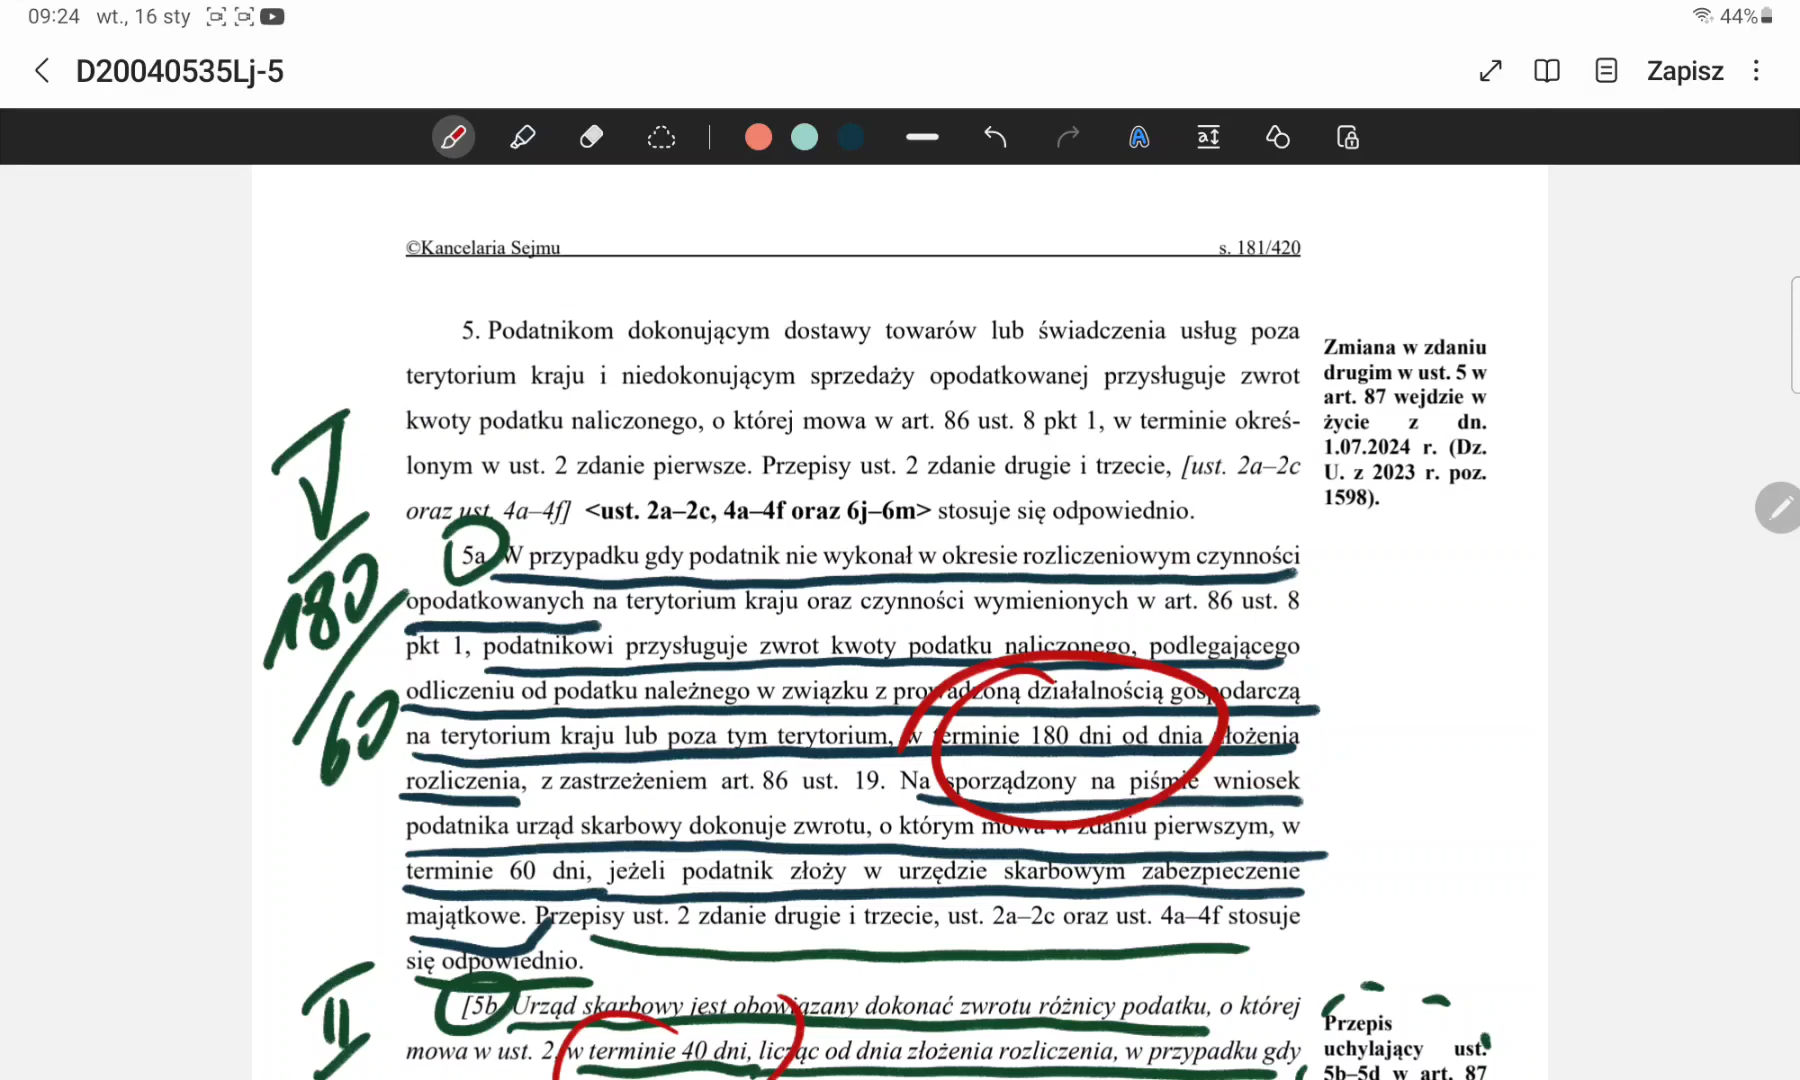 09:24 wt., 16 sty 44%
D20040535Lj-5 Zapisz
©Kancelaria Sejmu s. 181/420
5. Podatnikom dokonującym dostawy towarów lub świadczenia usług poza
terytorium kraju i niedokonującym sprzedaży opodatkowanej przysługuje zwrot
kwoty podatku naliczonego, o której mowa w art. 86 ust. 8 pkt 1, w terminie okreś-
lonym w ust. 2 zdanie pierwsze. Przepisy ust. 2 zdanie drugie i trzecie, [ust. 2a–2c
oraz ust. 4a–4f] <ust. 2a–2c, 4a–4f oraz 6j–6m> stosuje się odpowiednio.
Zmiana w zdaniu
drugim w ust. 5 w
art. 87 wejdzie w
życie z dn.
1.07.2024 r. (Dz.
U. z 2023 r. poz.
1598).
V
180
/
60
5a. W przypadku gdy podatnik nie wykonał w okresie rozliczeniowym czynności
opodatkowanych na terytorium kraju oraz czynności wymienionych w art. 86 ust. 8
pkt 1, podatnikowi przysługuje zwrot kwoty podatku naliczonego, podlegającego
odliczeniu od podatku należnego w związku z prowadzoną działalnością gospodarczą
na terytorium kraju lub poza tym terytorium, w terminie 180 dni od dnia złożenia
rozliczenia, z zastrzeżeniem art. 86 ust. 19. Na sporządzony na piśmie wniosek
podatnika urząd skarbowy dokonuje zwrotu, o którym mowa w zdaniu pierwszym, w
terminie 60 dni, jeżeli podatnik złoży w urzędzie skarbowym zabezpieczenie
majątkowe. Przepisy ust. 2 zdanie drugie i trzecie, ust. 2a–2c oraz ust. 4a–4f stosuje
się odpowiednio.
II
[5b. Urząd skarbowy jest obowiązany dokonać zwrotu różnicy podatku, o której
mowa w ust. 2, w terminie 40 dni, licząc od dnia złożenia rozliczenia, w przypadku gdy
Przepis
uchylający ust.
5b–5d w art. 87